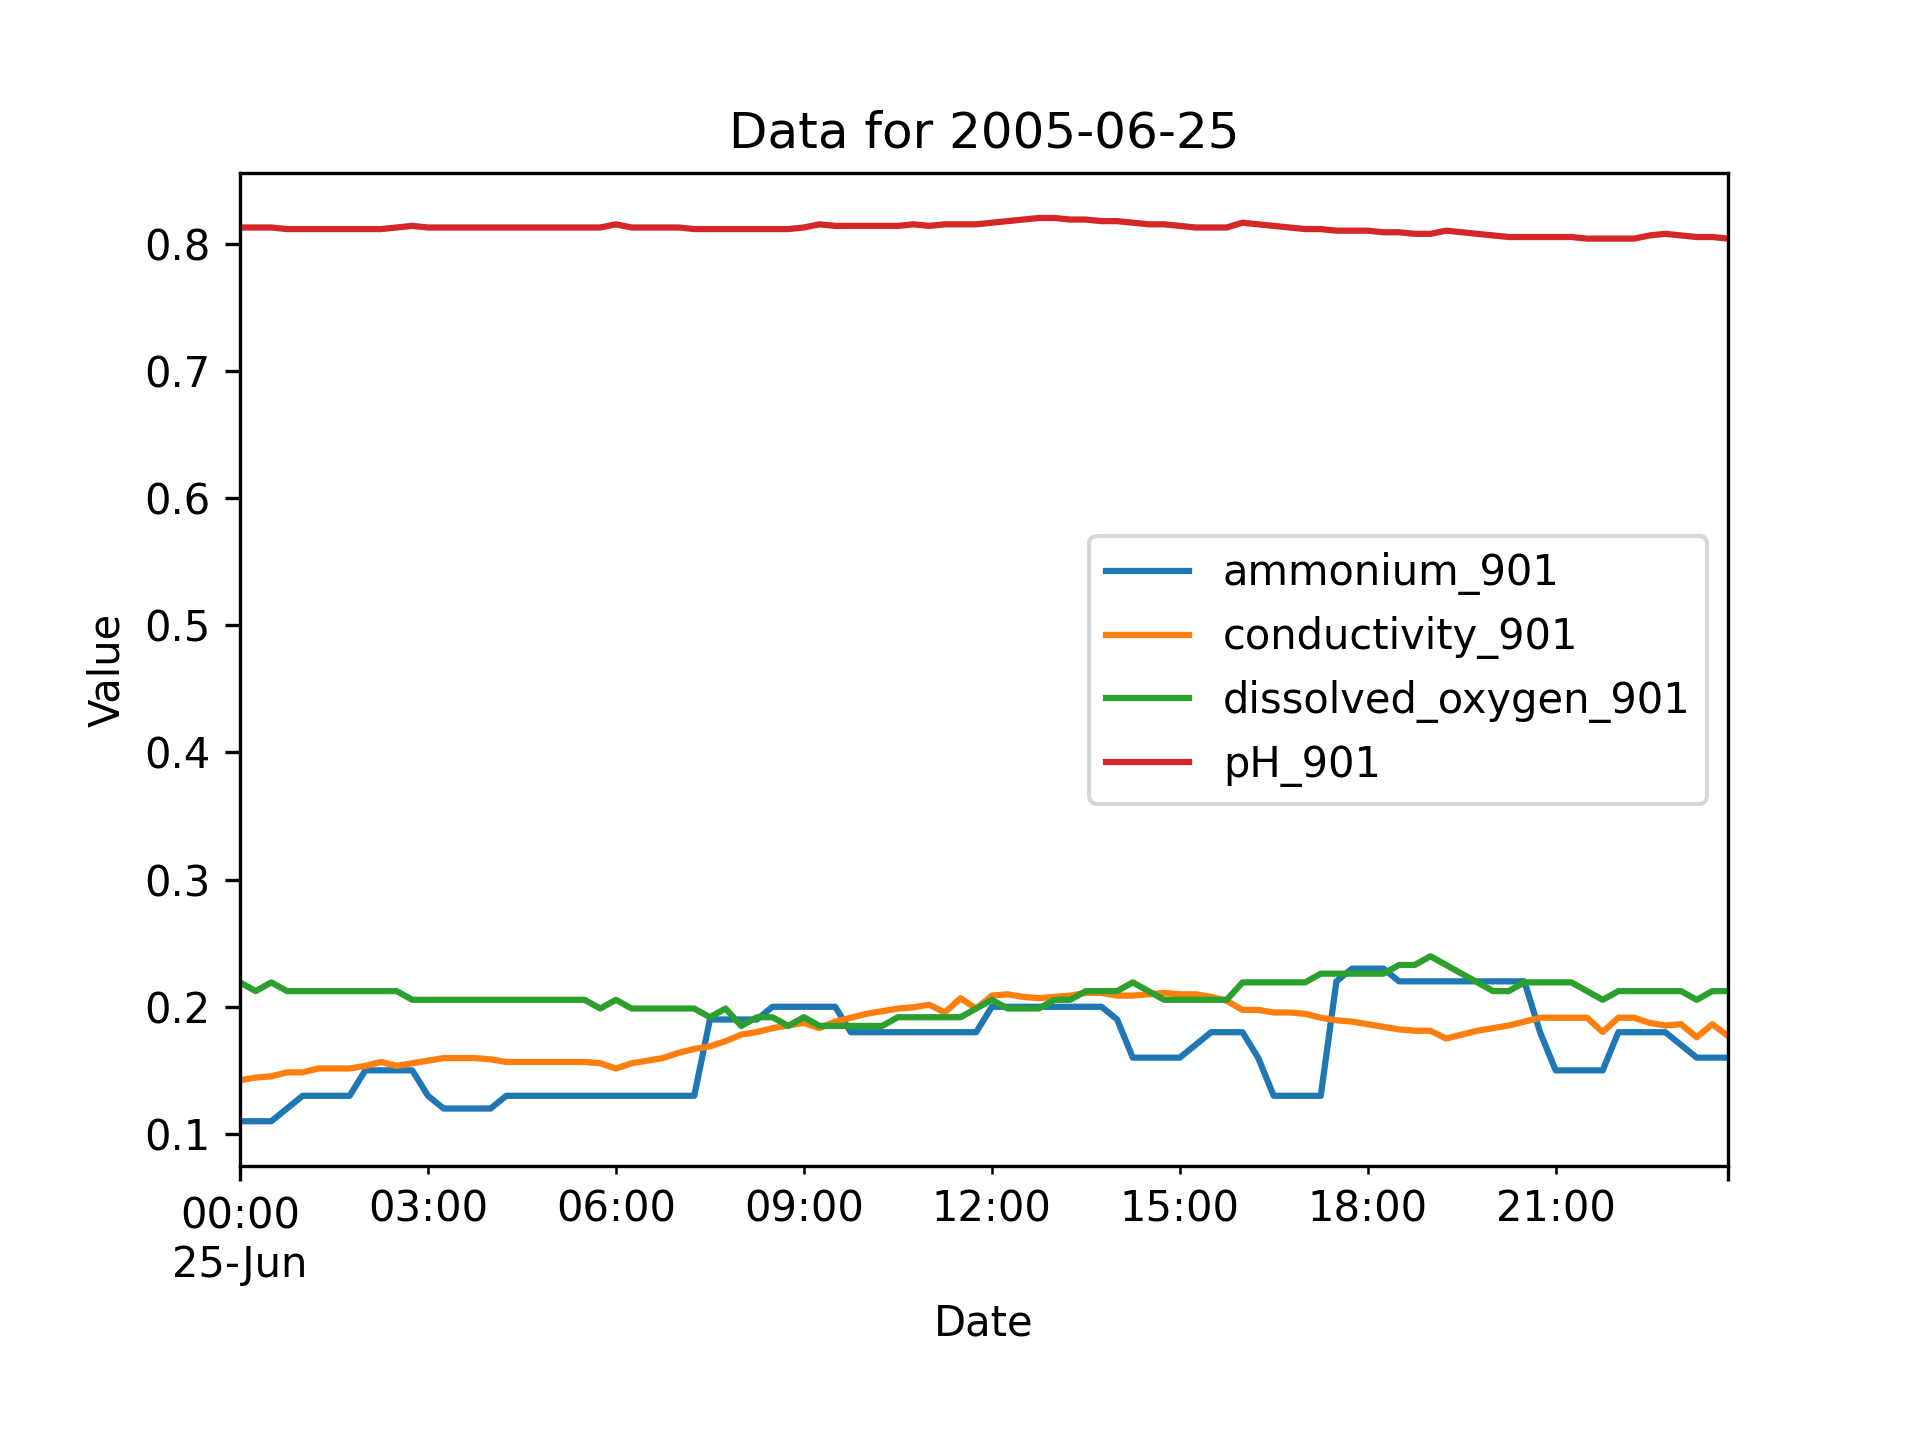 Data for 2005-06-25
Value
0.8
0.7
0.6
0.5
0.4
0.3
0.2
0.1
ammonium_901
conductivity_901
dissolved_oxygen_901
pH_901
00:00 03:00 06:00 09:00 12:00 15:00 18:00 21:00
25-Jun
Date